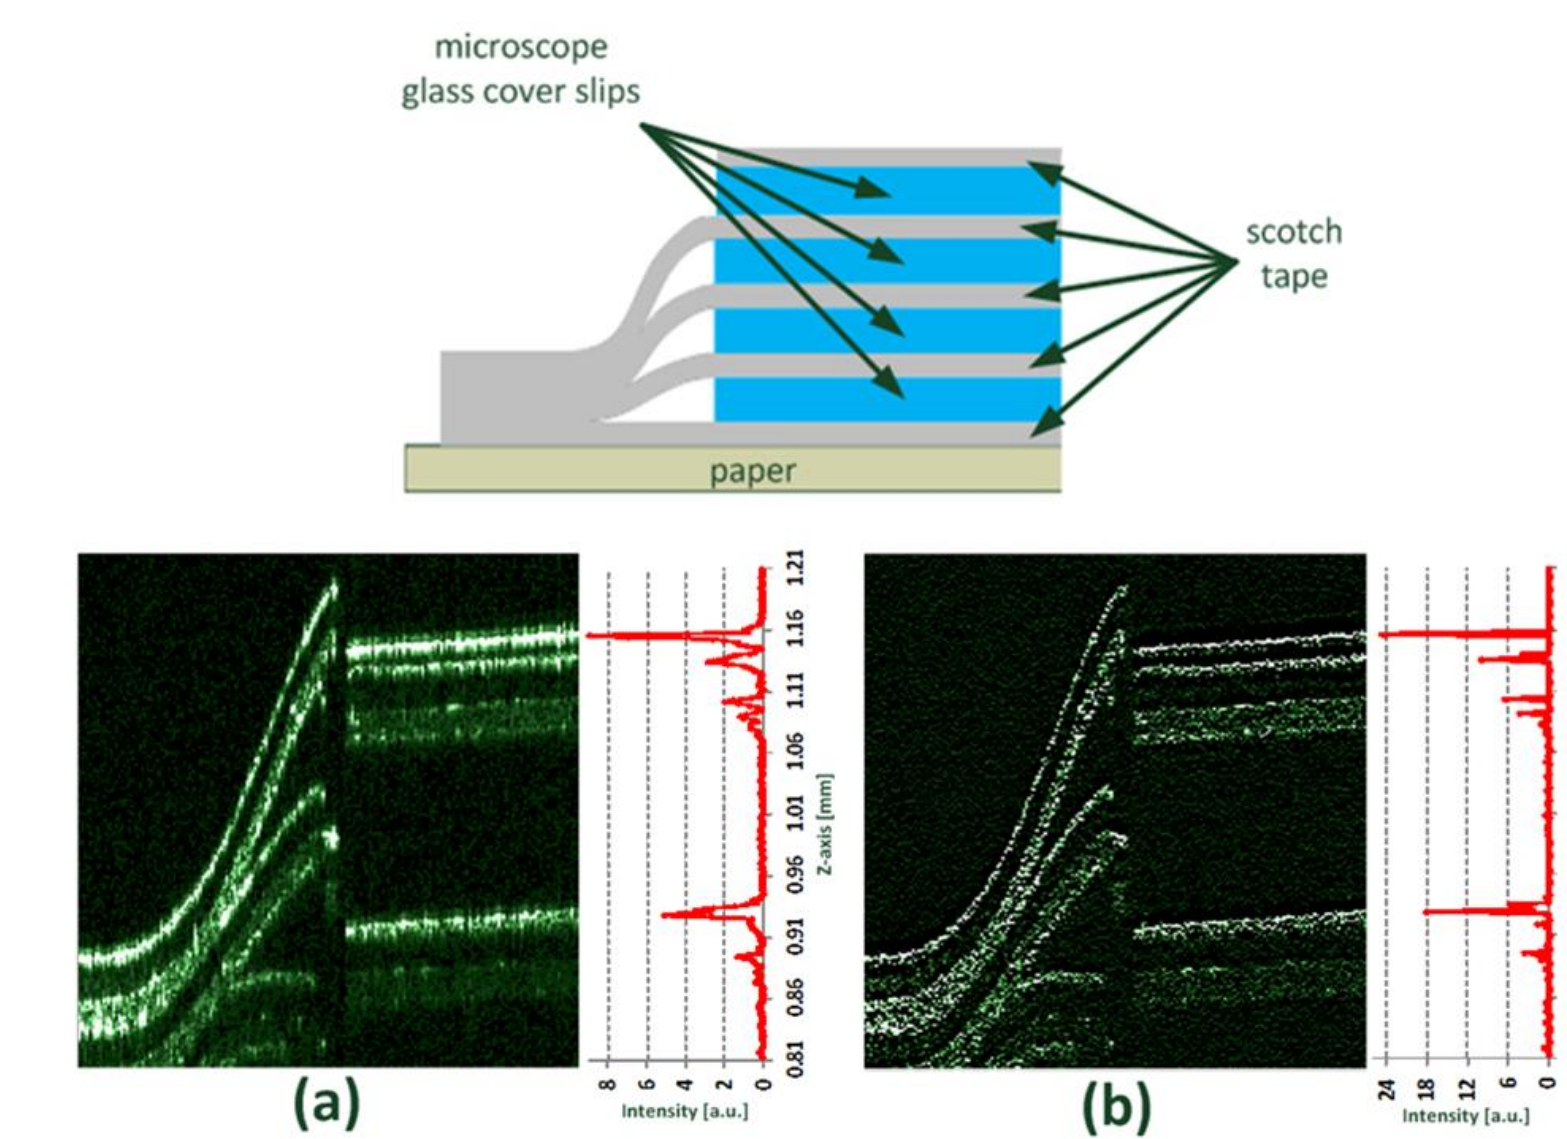 microscope
glass cover slips
scotch
tape
paper
1.21
1.16
1.11
1.06
1.01
0.96
0.91
0.86
0.81
Z-axis [mm]
8 6 4 2 0
Intensity [a.u.]
(a)
24 18 12 6 0
Intensity [a.u.]
(b)